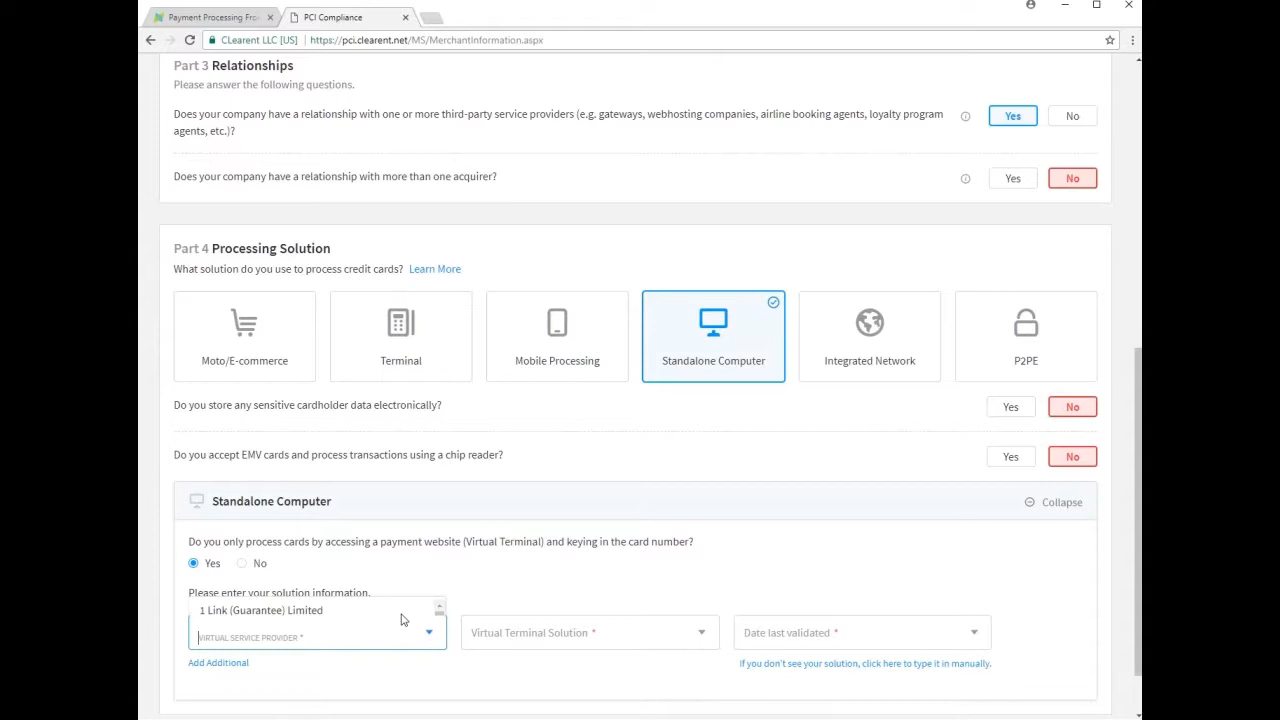 Payment Processing Fro
PCI Compliance
CLearent LLC [US]
https://pci.clearent.net/MS/MerchantInformation.aspx
Part 3 Relationships
Please answer the following questions.
Does your company have a relationship with one or more third-party service providers (e.g. gateways, webhosting companies, airline booking agents, loyalty program
agents, etc.)?
Yes
No
Does your company have a relationship with more than one acquirer?
Yes
No
Part 4 Processing Solution
What solution do you use to process credit cards? Learn More
Moto/E-commerce
Terminal
Mobile Processing
Standalone Computer
Integrated Network
P2PE
Do you store any sensitive cardholder data electronically?
Yes
No
Do you accept EMV cards and process transactions using a chip reader?
Yes
No
Standalone Computer
Collapse
Do you only process cards by accessing a payment website (Virtual Terminal) and keying in the card number?
Yes
No
Please enter your solution information.
1 Link (Guarantee) Limited
VIRTUAL SERVICE PROVIDER *
Virtual Terminal Solution *
Date last validated *
Add Additional
If you don't see your solution, click here to type it in manually.